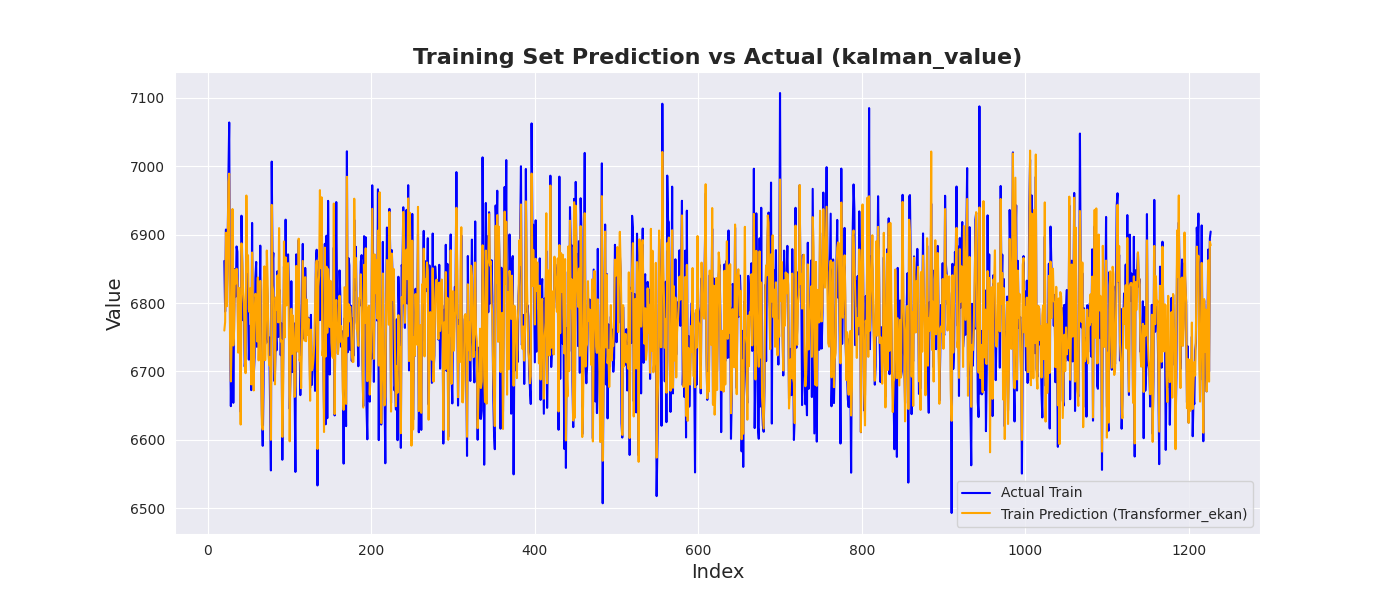 Training Set Prediction vs Actual (kalman_value)
7100
7000
6900
6800
6700
6600
6500
Value
0 200 400 600 800 1000 1200
Index
Actual Train
Train Prediction (Transformer_ekan)